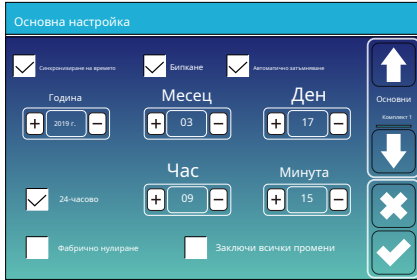 Основна настройка
Синхронизиране на времето
Бипкане
Автоматично затъмняване
Година
Месец
Ден
Основни
2019 г.
03
17
Комплект 1
Час
Минута
24-часово
09
15
Фабрично нулиране
Заключи всички промени